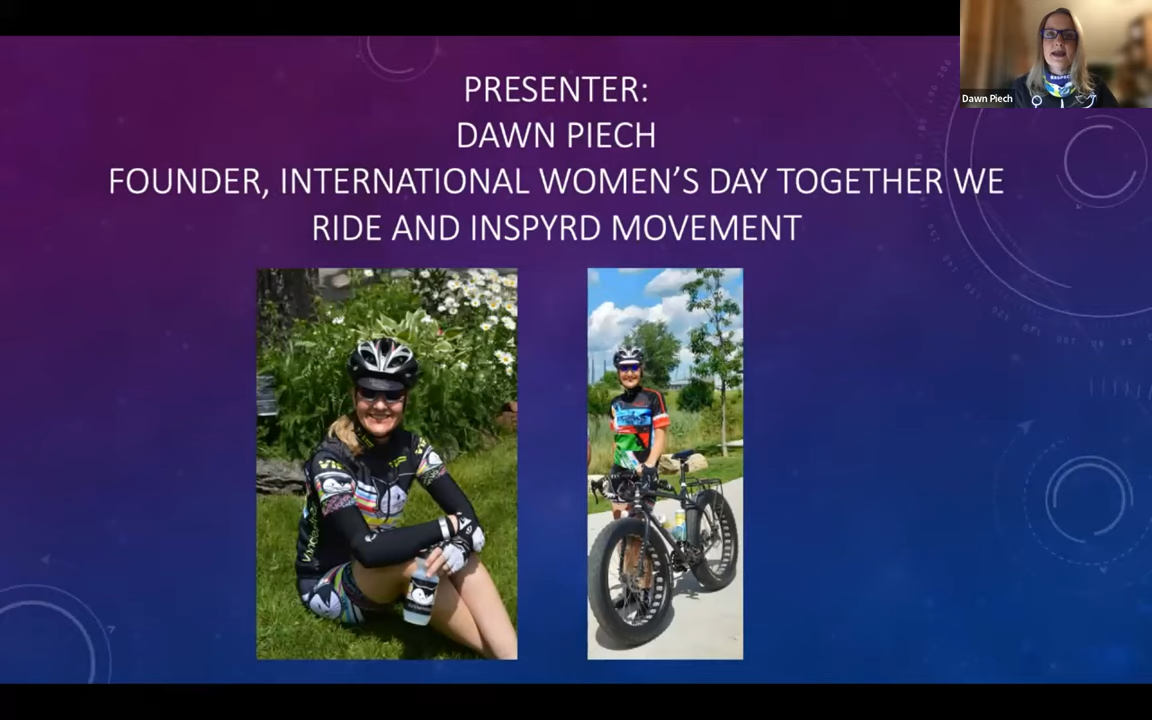 PRESENTER:
DAWN PIECH
FOUNDER, INTERNATIONAL WOMEN'S DAY TOGETHER WE
RIDE AND INSPYRD MOVEMENT
Dawn Piech